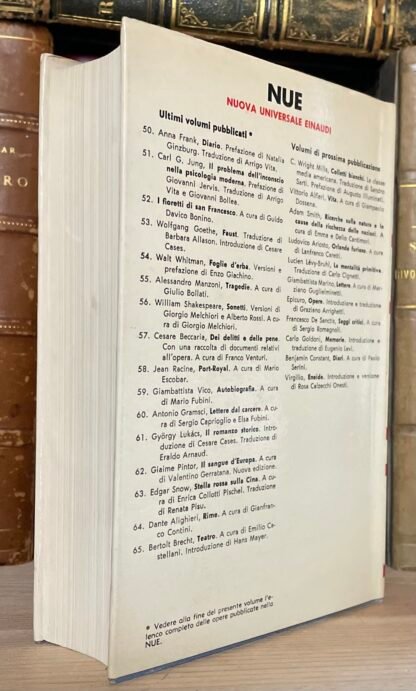 AR
RO
NUE
NUOVA UNIVERSALE EINAUDI
Ultimi volumi pubblicati *
50. Anna Frank, Diario. Prefazione di Natalia
Ginzburg. Traduzione di Arrigo Vita.
51. Carl G. Jung, Il problema dell'inconscio
nella psicologia moderna. Prefazione di
Giovanni Jervis. Traduzione di Arrigo
Vita e Giovanni Bollea.
52. I fioretti di san Francesco. A cura di Guido
Davico Bonino.
53. Wolfgang Goethe, Faust. Traduzione di
Barbara Allason. Introduzione di Cesare
Cases.
54. Walt Whitman, Foglie d'erba. Versioni e
prefazione di Enzo Giachino.
55. Alessandro Manzoni, Tragedie. A cura di
Giulio Bollati.
56. William Shakespeare, Sonetti. Versioni di
Giorgio Melchiori e Alberto Rossi. A cu-
ra di Giorgio Melchiori.
57. Cesare Beccaria, Dei delitti e delle pene.
Con una raccolta di documenti relativi
all'opera. A cura di Franco Venturi.
58. Jean Racine, Port-Royal. A cura di Mario
Escobar.
59. Giambattista Vico, Autobiografia. A cura
di Mario Fubini.
60. Antonio Gramsci, Lettere dal carcere. A cu-
ra di Sergio Caprioglio e Elsa Fubini.
61. György Lukács, Il romanzo storico. Intro-
duzione di Cesare Cases. Traduzione di
Eraldo Arnaud.
62. Giaime Pintor, Il sangue d'Europa. A cura
di Valentino Gerratana. Nuova edizione.
63. Edgar Snow, Stella rossa sulla Cina. A cu-
ra di Enrica Collotti Pischel. Traduzione
di Renata Pisu.
64. Dante Alighieri, Rime. A cura di Gianfran-
co Contini.
65. Bertolt Brecht, Teatro. A cura di Emilio Ca-
stellani. Introduzione di Hans Mayer.
* Vedere alla fine del presente volume l'e-
lenco completo delle opere pubblicate nella
NUE.
Volumi di prossima pubblicazione
C. Wright Mills, Colletti bianchi. La classe
media americana. Traduzione di Sandro
Sarti. Prefazione di Augusto Illuminati.
Vittorio Alfieri, Vita. A cura di Giampaolo
Dossena.
Adam Smith, Ricerche sulla natura e le
cause della ricchezza delle nazioni. A
cura di Emma e Delio Cantimori.
Ludovico Ariosto, Orlando furioso. A cura
di Lanfranco Caretti.
Lucien Lévy-Bruhl, La mentalità primitiva.
Traduzione di Carlo Cignetti.
Giambattista Marino, Lettere. A cura di Mar-
ziano Guglielminetti.
Epicuro, Opere. Introduzione e traduzione
di Graziano Arrighetti.
Francesco De Sanctis, Saggi critici. A cura
di Sergio Romagnoli.
Carlo Goldoni, Memorie. Introduzione e
traduzione di Eugenio Levi.
Benjamin Constant, Diari. A cura di Paolo
Serini.
Virgilio, Eneide. Introduzione e versione
di Rosa Calzecchi Onesti.